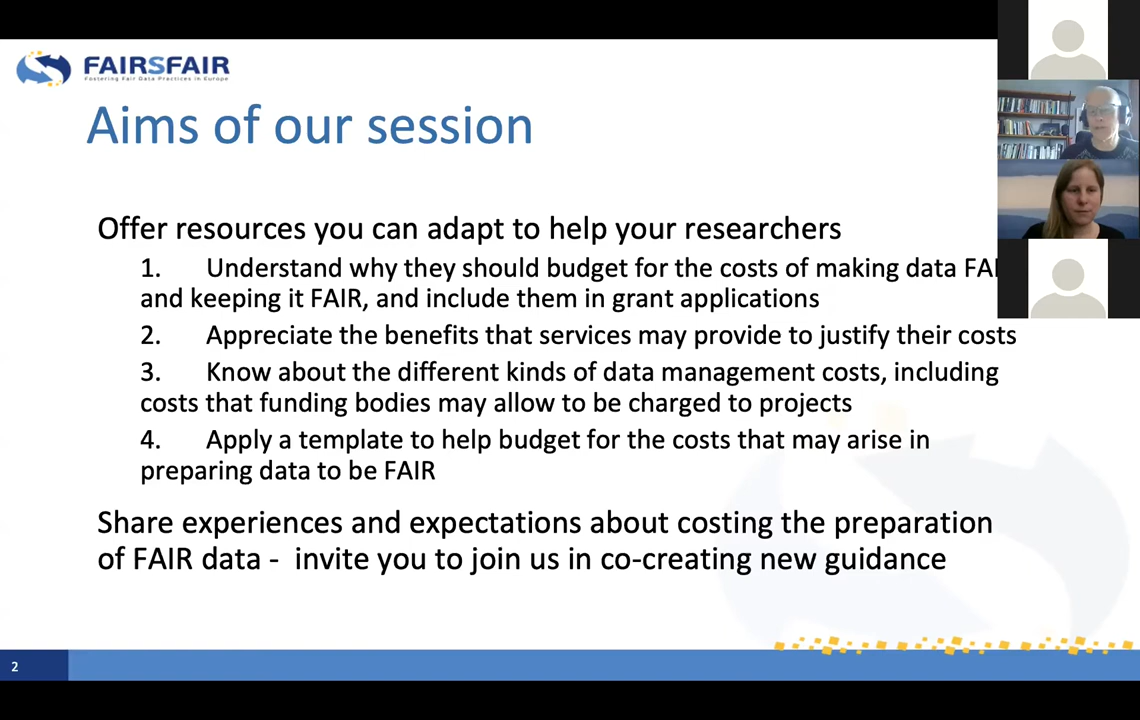 FAIRSFAIR
Fostering Fair Data Practices in Europe
Aims of our session
Offer resources you can adapt to help your researchers
1. Understand why they should budget for the costs of making data FAI
and keeping it FAIR, and include them in grant applications
2. Appreciate the benefits that services may provide to justify their costs
3. Know about the different kinds of data management costs, including
costs that funding bodies may allow to be charged to projects
4. Apply a template to help budget for the costs that may arise in
preparing data to be FAIR
Share experiences and expectations about costing the preparation
of FAIR data - invite you to join us in co-creating new guidance
2